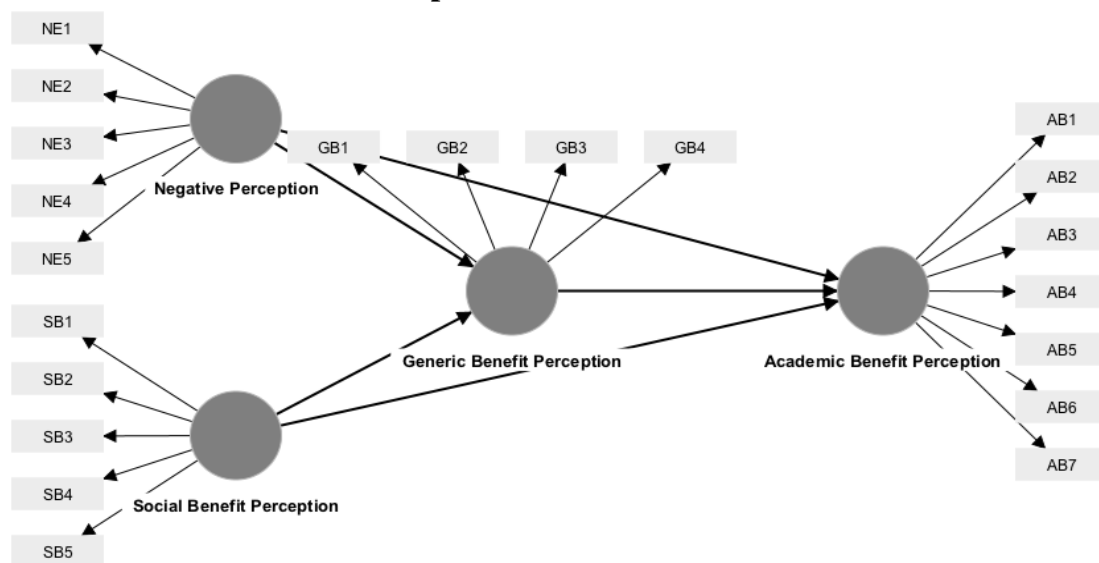 NE1
NE2
NE3
NE4
NE5
Negative Perception
GB1
GB2
GB3
GB4
Generic Benefit Perception
SB1
SB2
SB3
SB4
SB5
Social Benefit Perception
AB1
AB2
AB3
AB4
AB5
AB6
AB7
Academic Benefit Perception